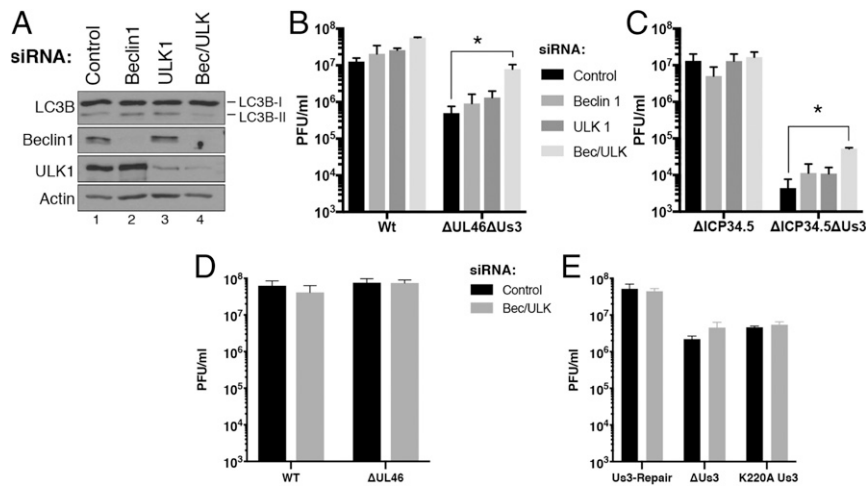 A
siRNA:
Control
Beclin1
ULK1
Bec/ULK
LC3B
LC3B-I
LC3B-II
Beclin1
ULK1
Actin
1 2 3 4
B
PFU/ml
10⁸
10⁷
10⁶
10⁵
10⁴
10³
*
Wt ΔUL46ΔUs3
siRNA:
Control
Beclin 1
ULK 1
Bec/ULK
C
PFU/ml
10⁸
10⁷
10⁶
10⁵
10⁴
10³
*
ΔICP34.5 ΔICP34.5ΔUs3
D
PFU/ml
10⁸
10⁷
10⁶
10⁵
10⁴
10³
WT ΔUL46
siRNA:
Control
Bec/ULK
E
PFU/ml
10⁸
10⁷
10⁶
10⁵
10⁴
10³
Us3-Repair ΔUs3 K220A Us3